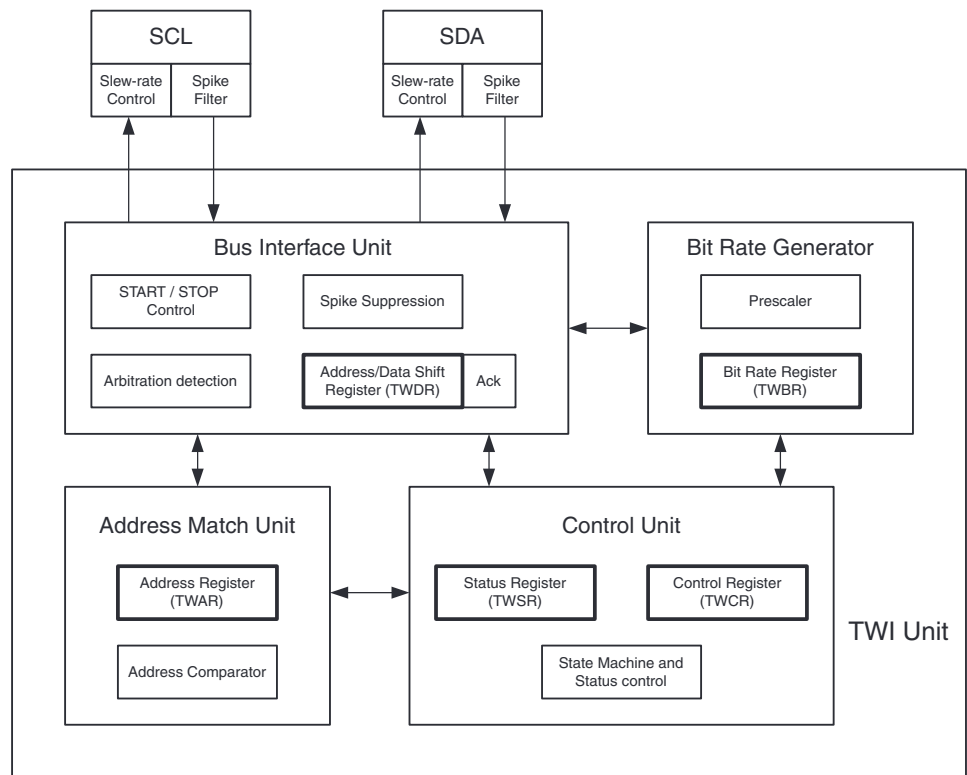 SCL
SDA
Slew-rate
Control
Spike
Filter
Slew-rate
Control
Spike
Filter
Bus Interface Unit
START / STOP
Control
Spike Suppression
Arbitration detection
Address/Data Shift
Register (TWDR)
Ack
Bit Rate Generator
Prescaler
Bit Rate Register
(TWBR)
Address Match Unit
Address Register
(TWAR)
Address Comparator
Control Unit
Status Register
(TWSR)
Control Register
(TWCR)
State Machine and
Status control
TWI Unit